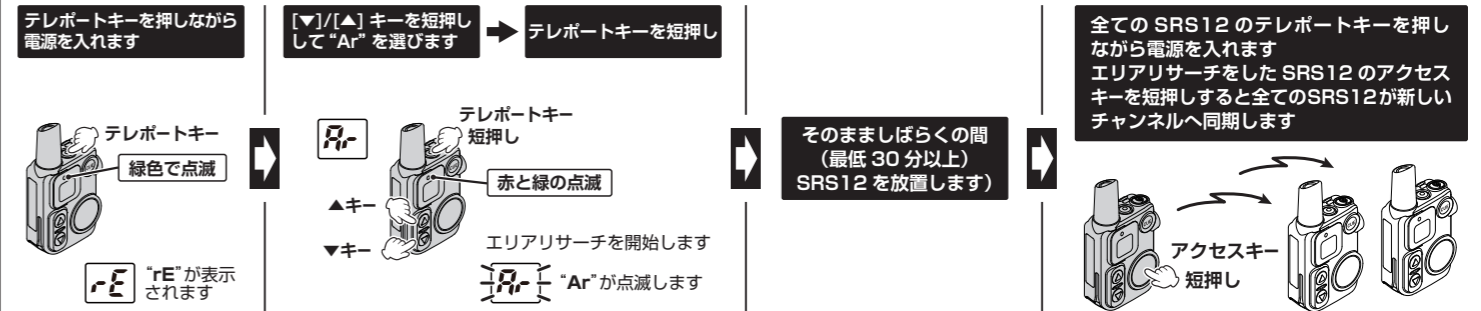 テレポートキーを押しながら
電源を入れます
テレポートキー
緑色で点滅
rE
“rE”が表示
されます
[▼]/[▲] キーを短押し
して “Ar” を選びます
テレポートキーを短押し
Ar
テレポートキー
短押し
赤と緑の点滅
▲キー
▼キー
エリアリサーチを開始します
Ar
“Ar”が点滅します
そのまましばらくの間
（最低 30 分以上）
SRS12 を放置します）
全ての SRS12 のテレポートキーを押し
ながら電源を入れます
エリアリサーチをした SRS12 のアクセス
キーを短押しすると全てのSRS12が新しい
チャンネルへ同期します
アクセスキー
短押し